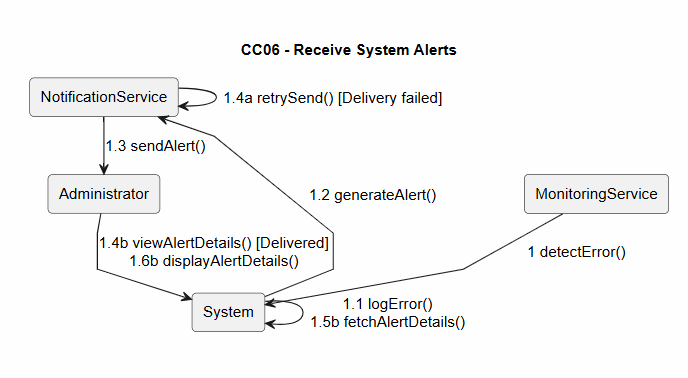 CC06 - Receive System Alerts
NotificationService
1.4a retrySend() [Delivery failed]
1.3 sendAlert()
Administrator
1.2 generateAlert()
MonitoringService
1.4b viewAlertDetails() [Delivered]
1.6b displayAlertDetails()
1 detectError()
System
1.1 logError()
1.5b fetchAlertDetails()